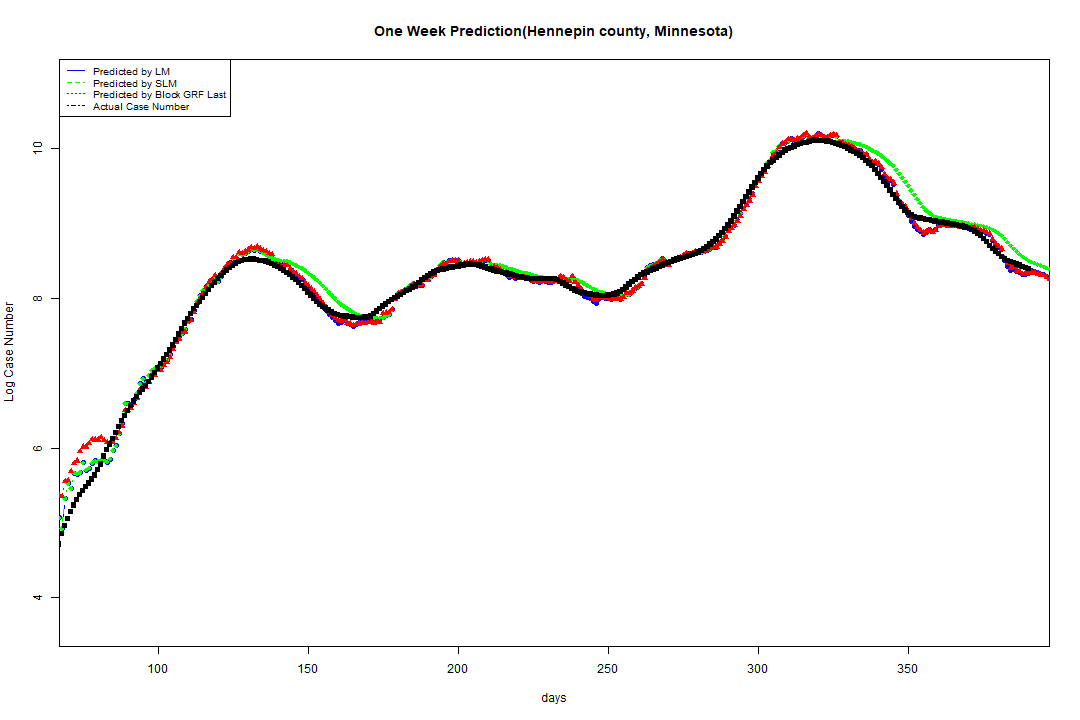 One Week Prediction(Hennepin county, Minnesota)
Predicted by LM
Predicted by SLM
Predicted by Block GRF Last
Actual Case Number
Log Case Number
10
8
6
4
100 150 200 250 300 350
days